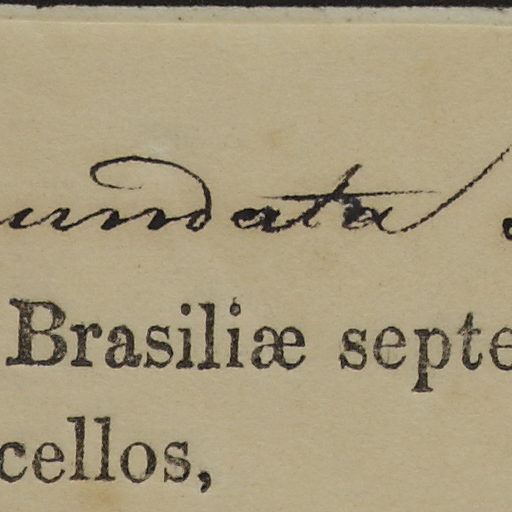 undata
Brasiliæ septe
cellos,